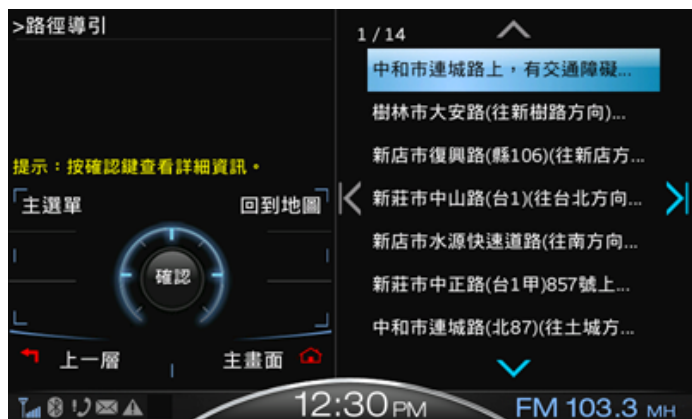 >路徑導引
提示：按確認鍵查看詳細資訊。
主選單
回到地圖
確認
上一層
主畫面
1/14
中和市連城路上，有交通障礙...
樹林市大安路(往新樹路方向)...
新店市復興路(縣106)(往新店方...
新莊市中山路(台1)(往台北方向...
新店市水源快速道路(往南方向...
新莊市中正路(台1甲)857號上...
中和市連城路(北87)(往土城方...
12:30 PM
FM 103.3 MH